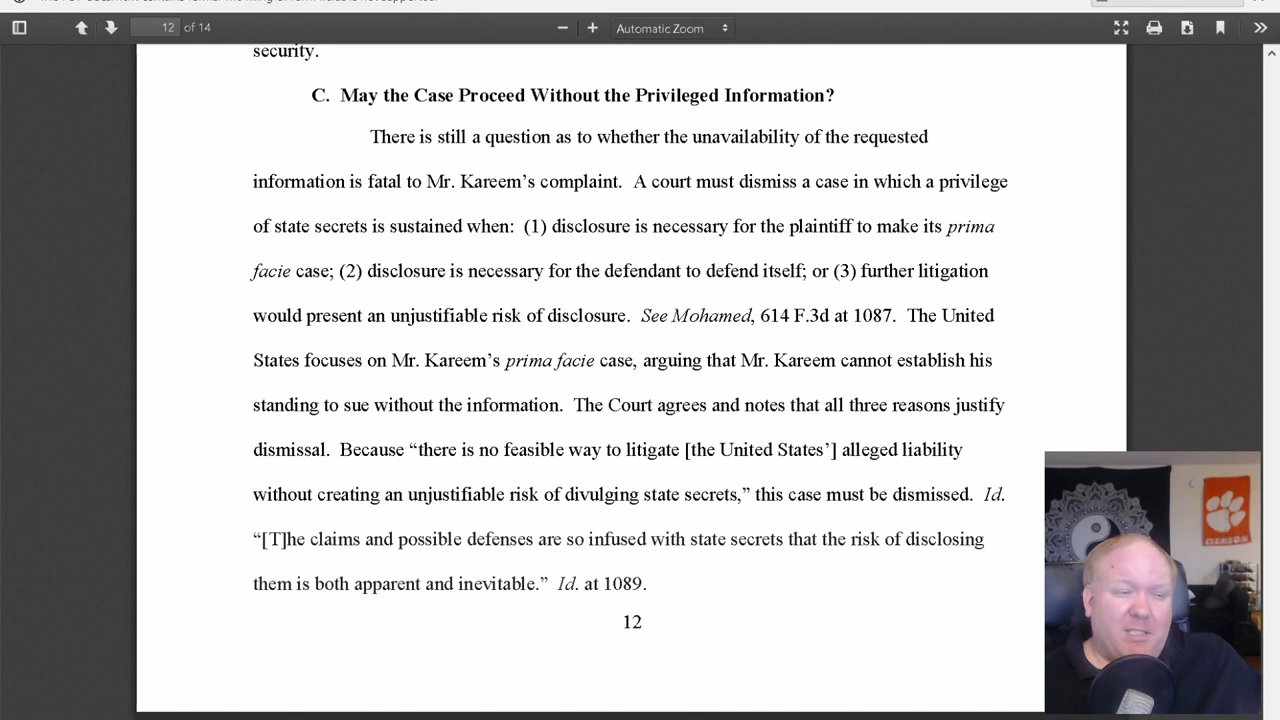 12 of 14
Automatic Zoom
security.
C. May the Case Proceed Without the Privileged Information?
There is still a question as to whether the unavailability of the requested
information is fatal to Mr. Kareem’s complaint. A court must dismiss a case in which a privilege
of state secrets is sustained when: (1) disclosure is necessary for the plaintiff to make its prima
facie case; (2) disclosure is necessary for the defendant to defend itself; or (3) further litigation
would present an unjustifiable risk of disclosure. See Mohamed, 614 F.3d at 1087. The United
States focuses on Mr. Kareem’s prima facie case, arguing that Mr. Kareem cannot establish his
standing to sue without the information. The Court agrees and notes that all three reasons justify
dismissal. Because “there is no feasible way to litigate [the United States’] alleged liability
without creating an unjustifiable risk of divulging state secrets,” this case must be dismissed. Id.
“[T]he claims and possible defenses are so infused with state secrets that the risk of disclosing
them is both apparent and inevitable.” Id. at 1089.
12
CLEMSON